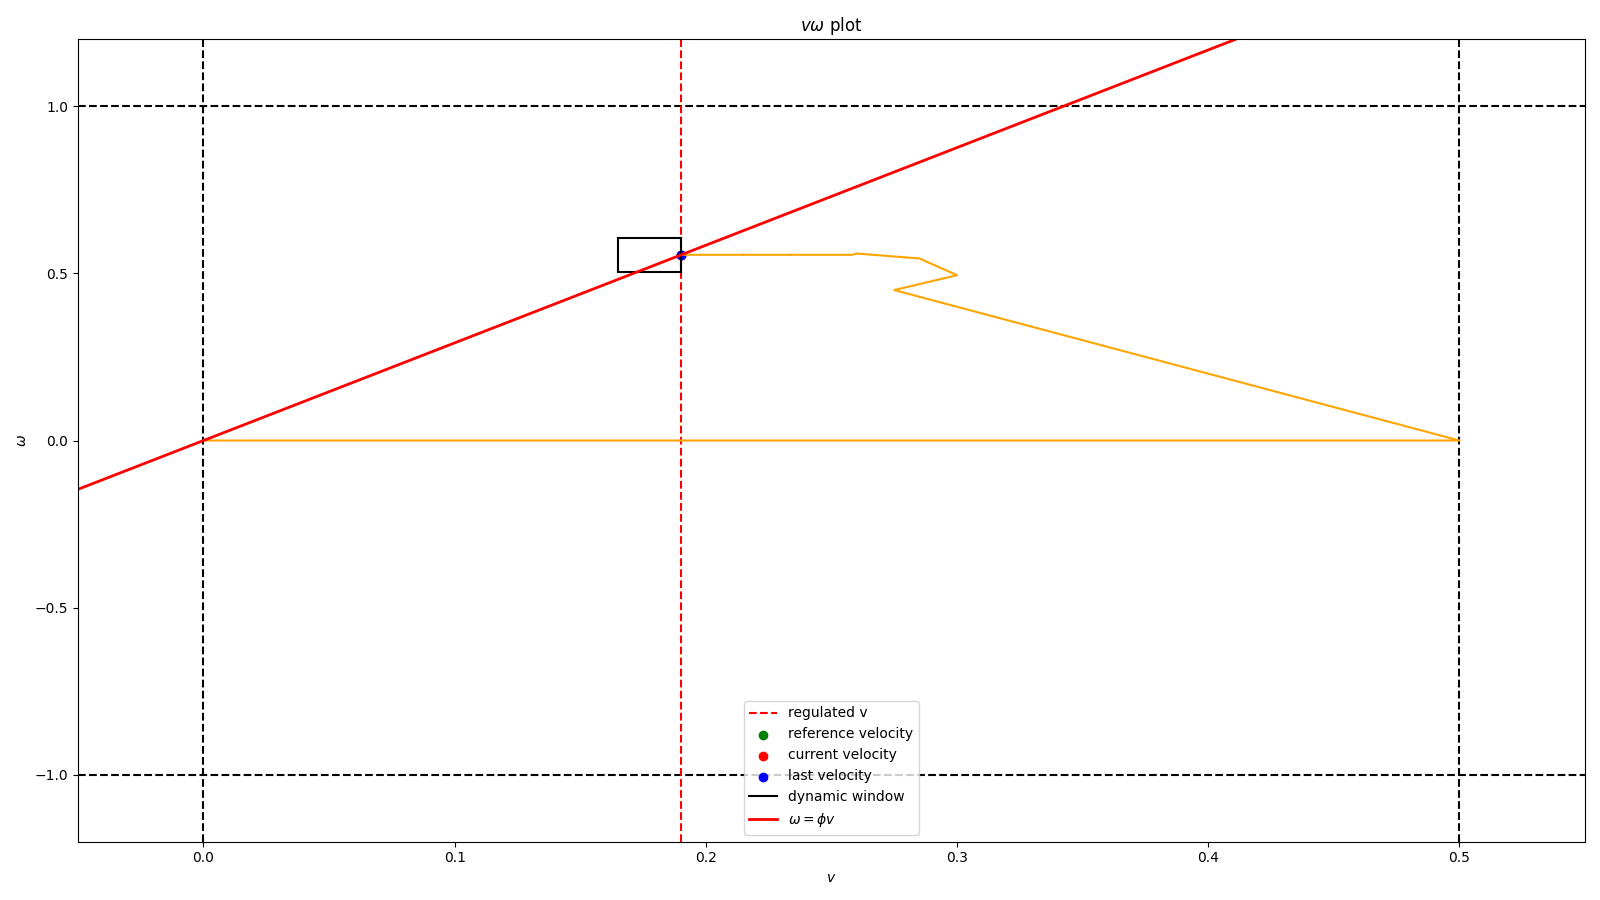 vω plot
1.0
0.5
0.0
−0.5
−1.0
ω
regulated v
reference velocity
current velocity
last velocity
dynamic window
ω = ϕv
0.0 0.1 0.2 0.3 0.4 0.5
v